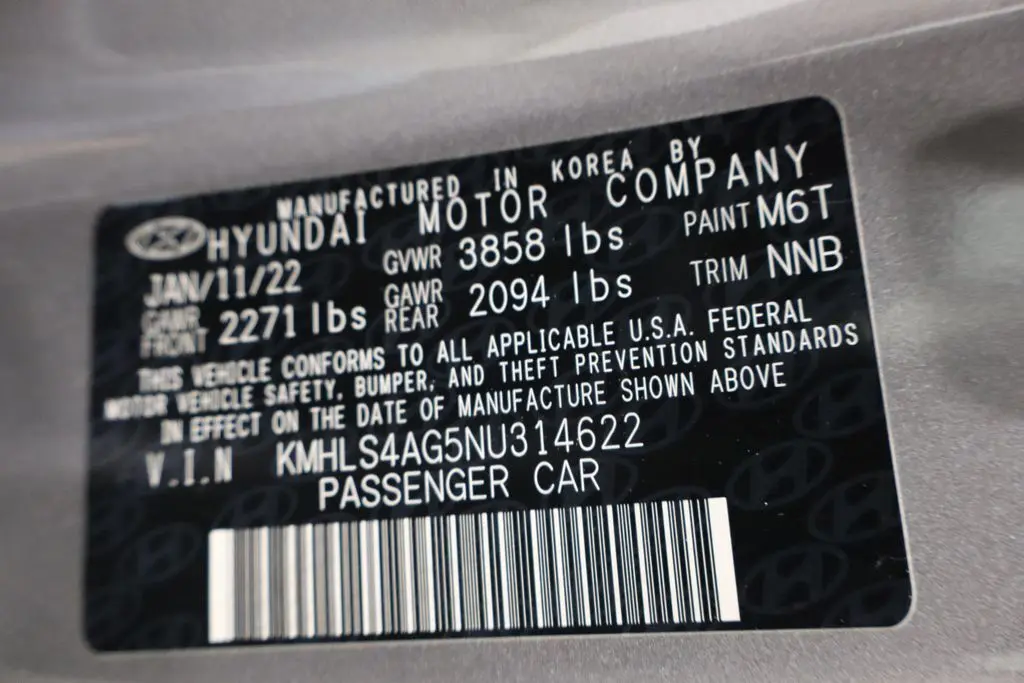 MANUFACTURED IN KOREA BY
HYUNDAI MOTOR COMPANY
JAN/11/22 GVWR 3858 lbs PAINT M6T
GAWR FRONT 2271 lbs GAWR REAR 2094 lbs TRIM NNB
THIS VEHICLE CONFORMS TO ALL APPLICABLE U.S.A. FEDERAL
MOTOR VEHICLE SAFETY, BUMPER, AND THEFT PREVENTION STANDARDS
IN EFFECT ON THE DATE OF MANUFACTURE SHOWN ABOVE
V.I.N KMHLS4AG5NU314622
PASSENGER CAR